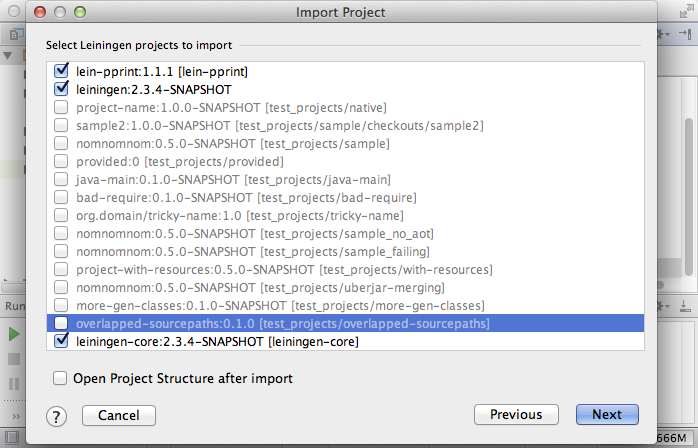 Import Project
Select Leiningen projects to import
lein-pprint:1.1.1 [lein-pprint]
leiningen:2.3.4-SNAPSHOT
project-name:1.0.0-SNAPSHOT [test_projects/native]
sample2:1.0.0-SNAPSHOT [test_projects/sample/checkouts/sample2]
nomnomnom:0.5.0-SNAPSHOT [test_projects/sample]
provided:0 [test_projects/provided]
java-main:0.1.0-SNAPSHOT [test_projects/java-main]
bad-require:0.1.0-SNAPSHOT [test_projects/bad-require]
org.domain/tricky-name:1.0 [test_projects/tricky-name]
nomnomnom:0.5.0-SNAPSHOT [test_projects/sample_no_aot]
nomnomnom:0.5.0-SNAPSHOT [test_projects/sample_failing]
project-with-resources:0.5.0-SNAPSHOT [test_projects/with-resources]
nomnomnom:0.5.0-SNAPSHOT [test_projects/uberjar-merging]
more-gen-classes:0.1.0-SNAPSHOT [test_projects/more-gen-classes]
overlapped-sourcepaths:0.1.0 [test_projects/overlapped-sourcepaths]
leiningen-core:2.3.4-SNAPSHOT [leiningen-core]
Open Project Structure after import
Run
?
Cancel
Previous
Next
666M